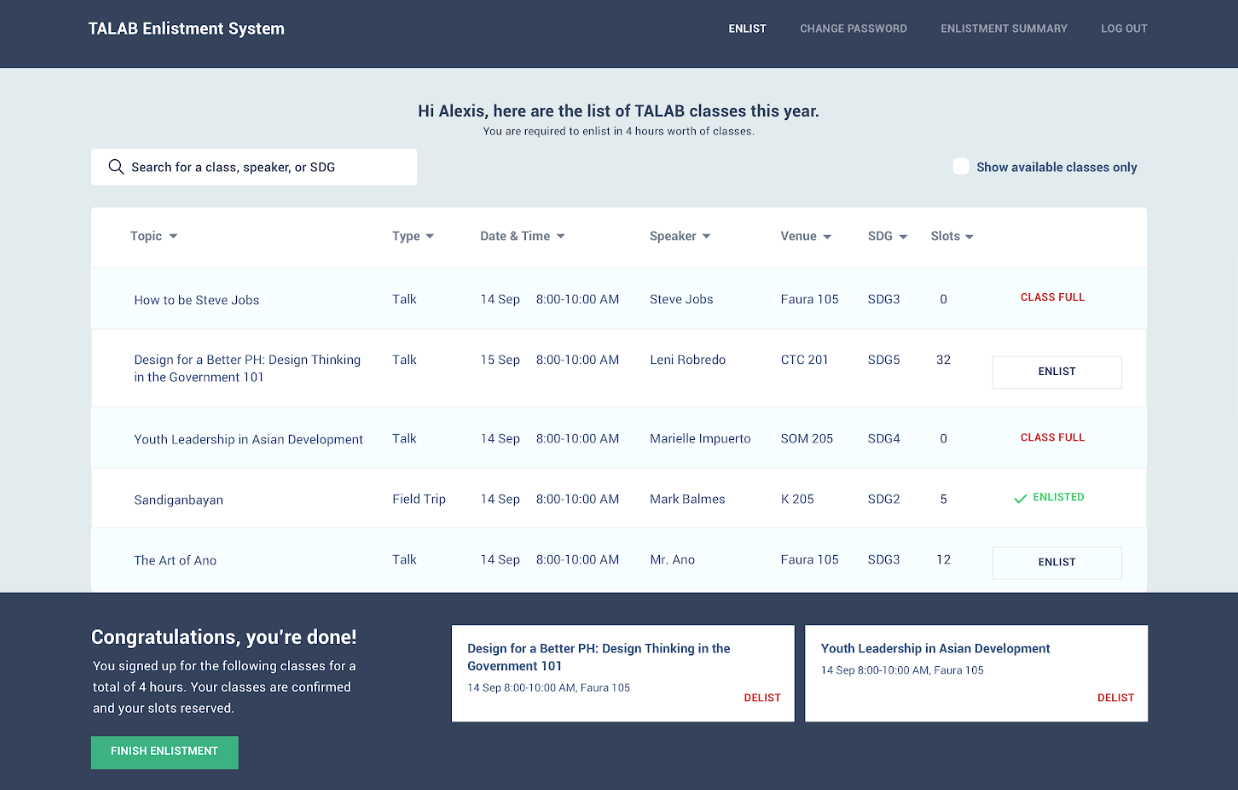 TALAB Enlistment System
ENLIST CHANGE PASSWORD ENLISTMENT SUMMARY LOG OUT
Hi Alexis, here are the list of TALAB classes this year.
You are required to enlist in 4 hours worth of classes.
Search for a class, speaker, or SDG
Show available classes only
Topic Type Date & Time Speaker Venue SDG Slots
How to be Steve Jobs Talk 14 Sep 8:00-10:00 AM Steve Jobs Faura 105 SDG3 0 CLASS FULL
Design for a Better PH: Design Thinking Talk 15 Sep 8:00-10:00 AM Leni Robredo CTC 201 SDG5 32
in the Government 101
ENLIST
Youth Leadership in Asian Development Talk 14 Sep 8:00-10:00 AM Marielle Impuerto SOM 205 SDG4 0 CLASS FULL
Sandiganbayan Field Trip 14 Sep 8:00-10:00 AM Mark Balmes K 205 SDG2 5 ENLISTED
The Art of Ano Talk 14 Sep 8:00-10:00 AM Mr. Ano Faura 105 SDG3 12 ENLIST
Congratulations, you're done!
You signed up for the following classes for a
total of 4 hours. Your classes are confirmed
and your slots reserved.
FINISH ENLISTMENT
Design for a Better PH: Design Thinking in the
Government 101
14 Sep 8:00-10:00 AM, Faura 105
DELIST
Youth Leadership in Asian Development
14 Sep 8:00-10:00 AM, Faura 105
DELIST